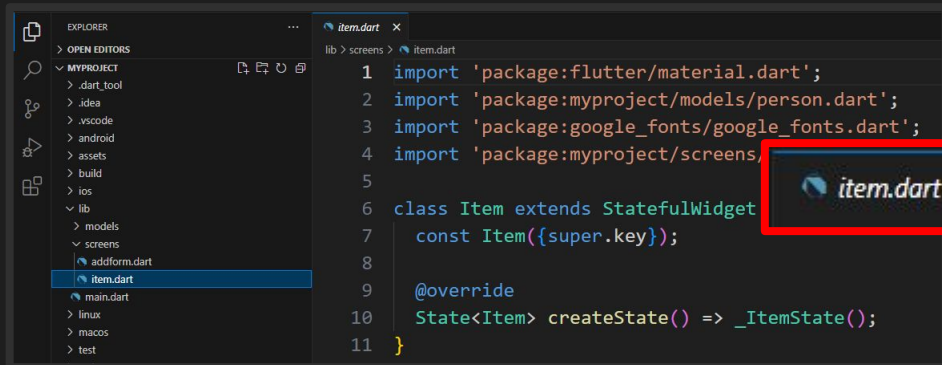 EXPLORER
item.dart
OPEN EDITORS
lib > screens > item.dart
MYPROJECT
.dart_tool
.idea
.vscode
android
assets
build
ios
lib
models
screens
addform.dart
item.dart
main.dart
linux
macos
test
1 import 'package:flutter/material.dart';
2 import 'package:myproject/models/person.dart';
3 import 'package:google_fonts/google_fonts.dart';
4 import 'package:myproject/screens/
5
6 class Item extends StatefulWidget
7 const Item({super.key});
8
9 @override
10 State<Item> createState() => _ItemState();
11 }
item.dart